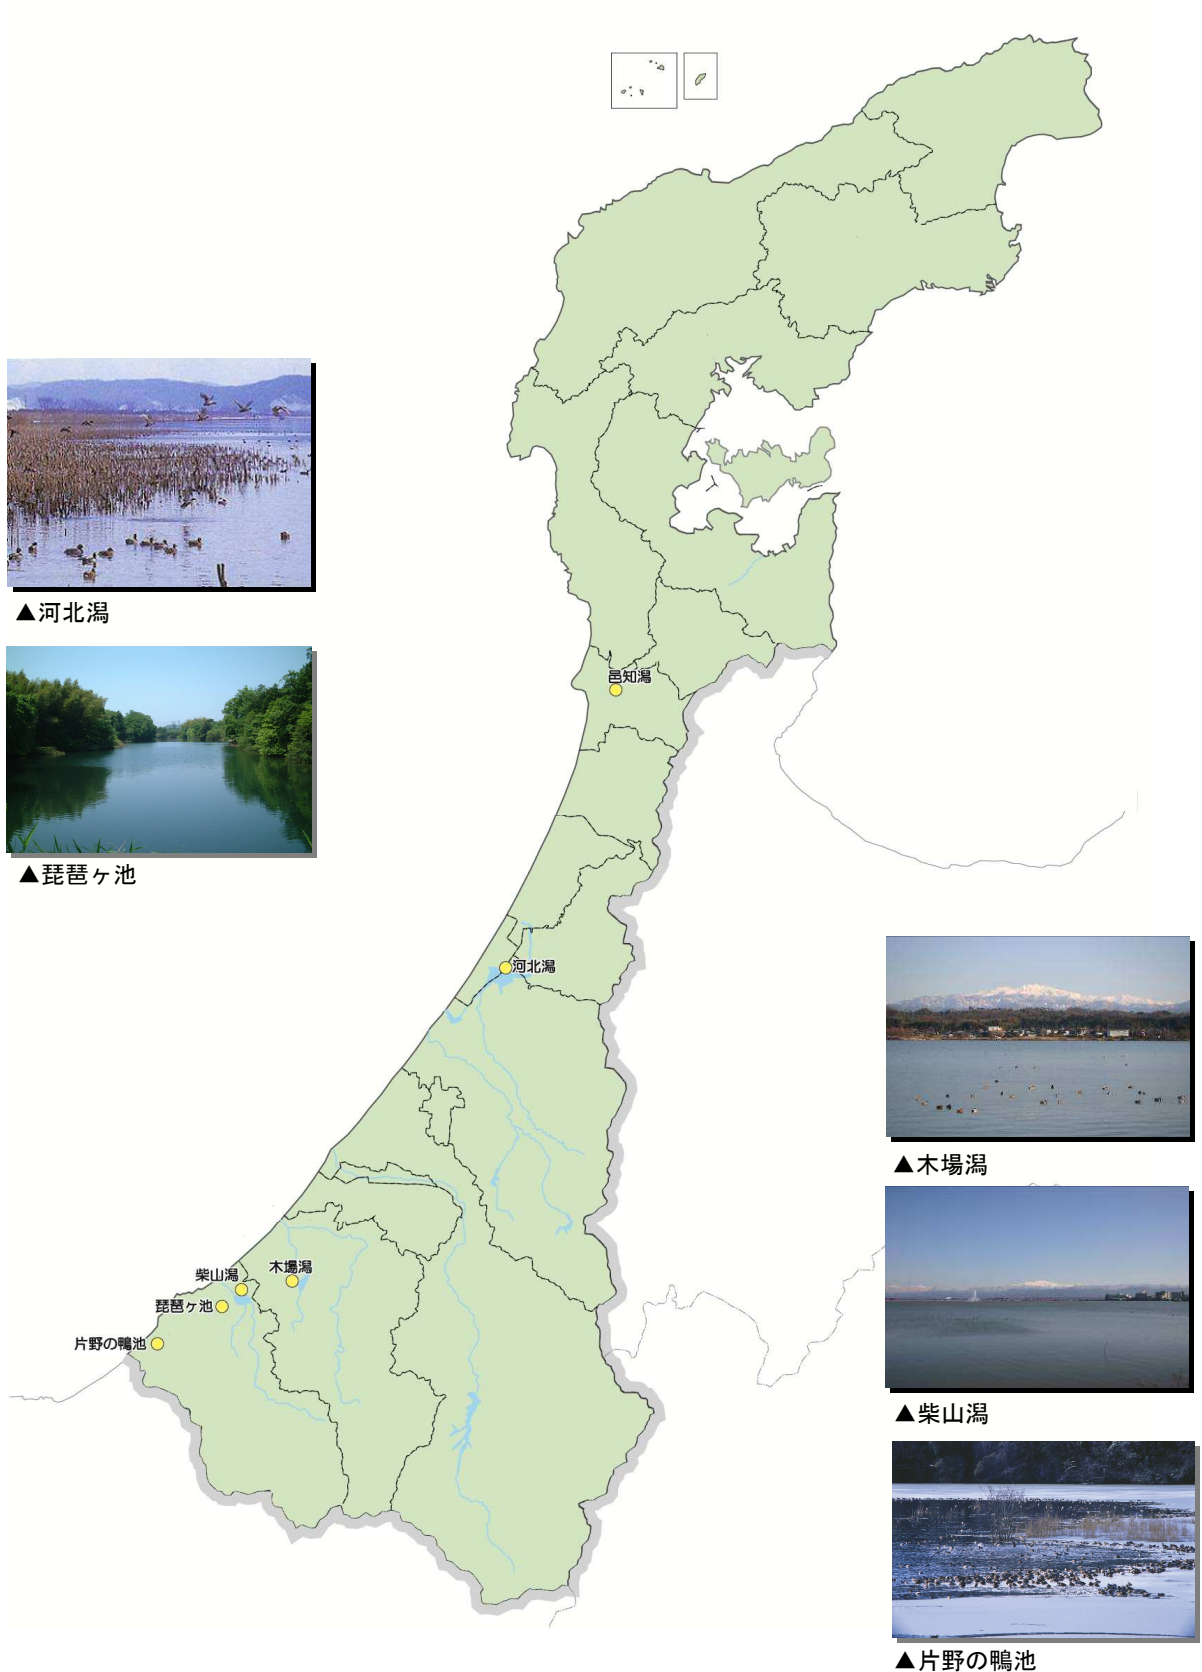 ▲河北潟
▲琵琶ヶ池
邑知潟
河北潟
木場潟
柴山潟
琵琶ヶ池
片野の鴨池
▲木場潟
▲柴山潟
▲片野の鴨池